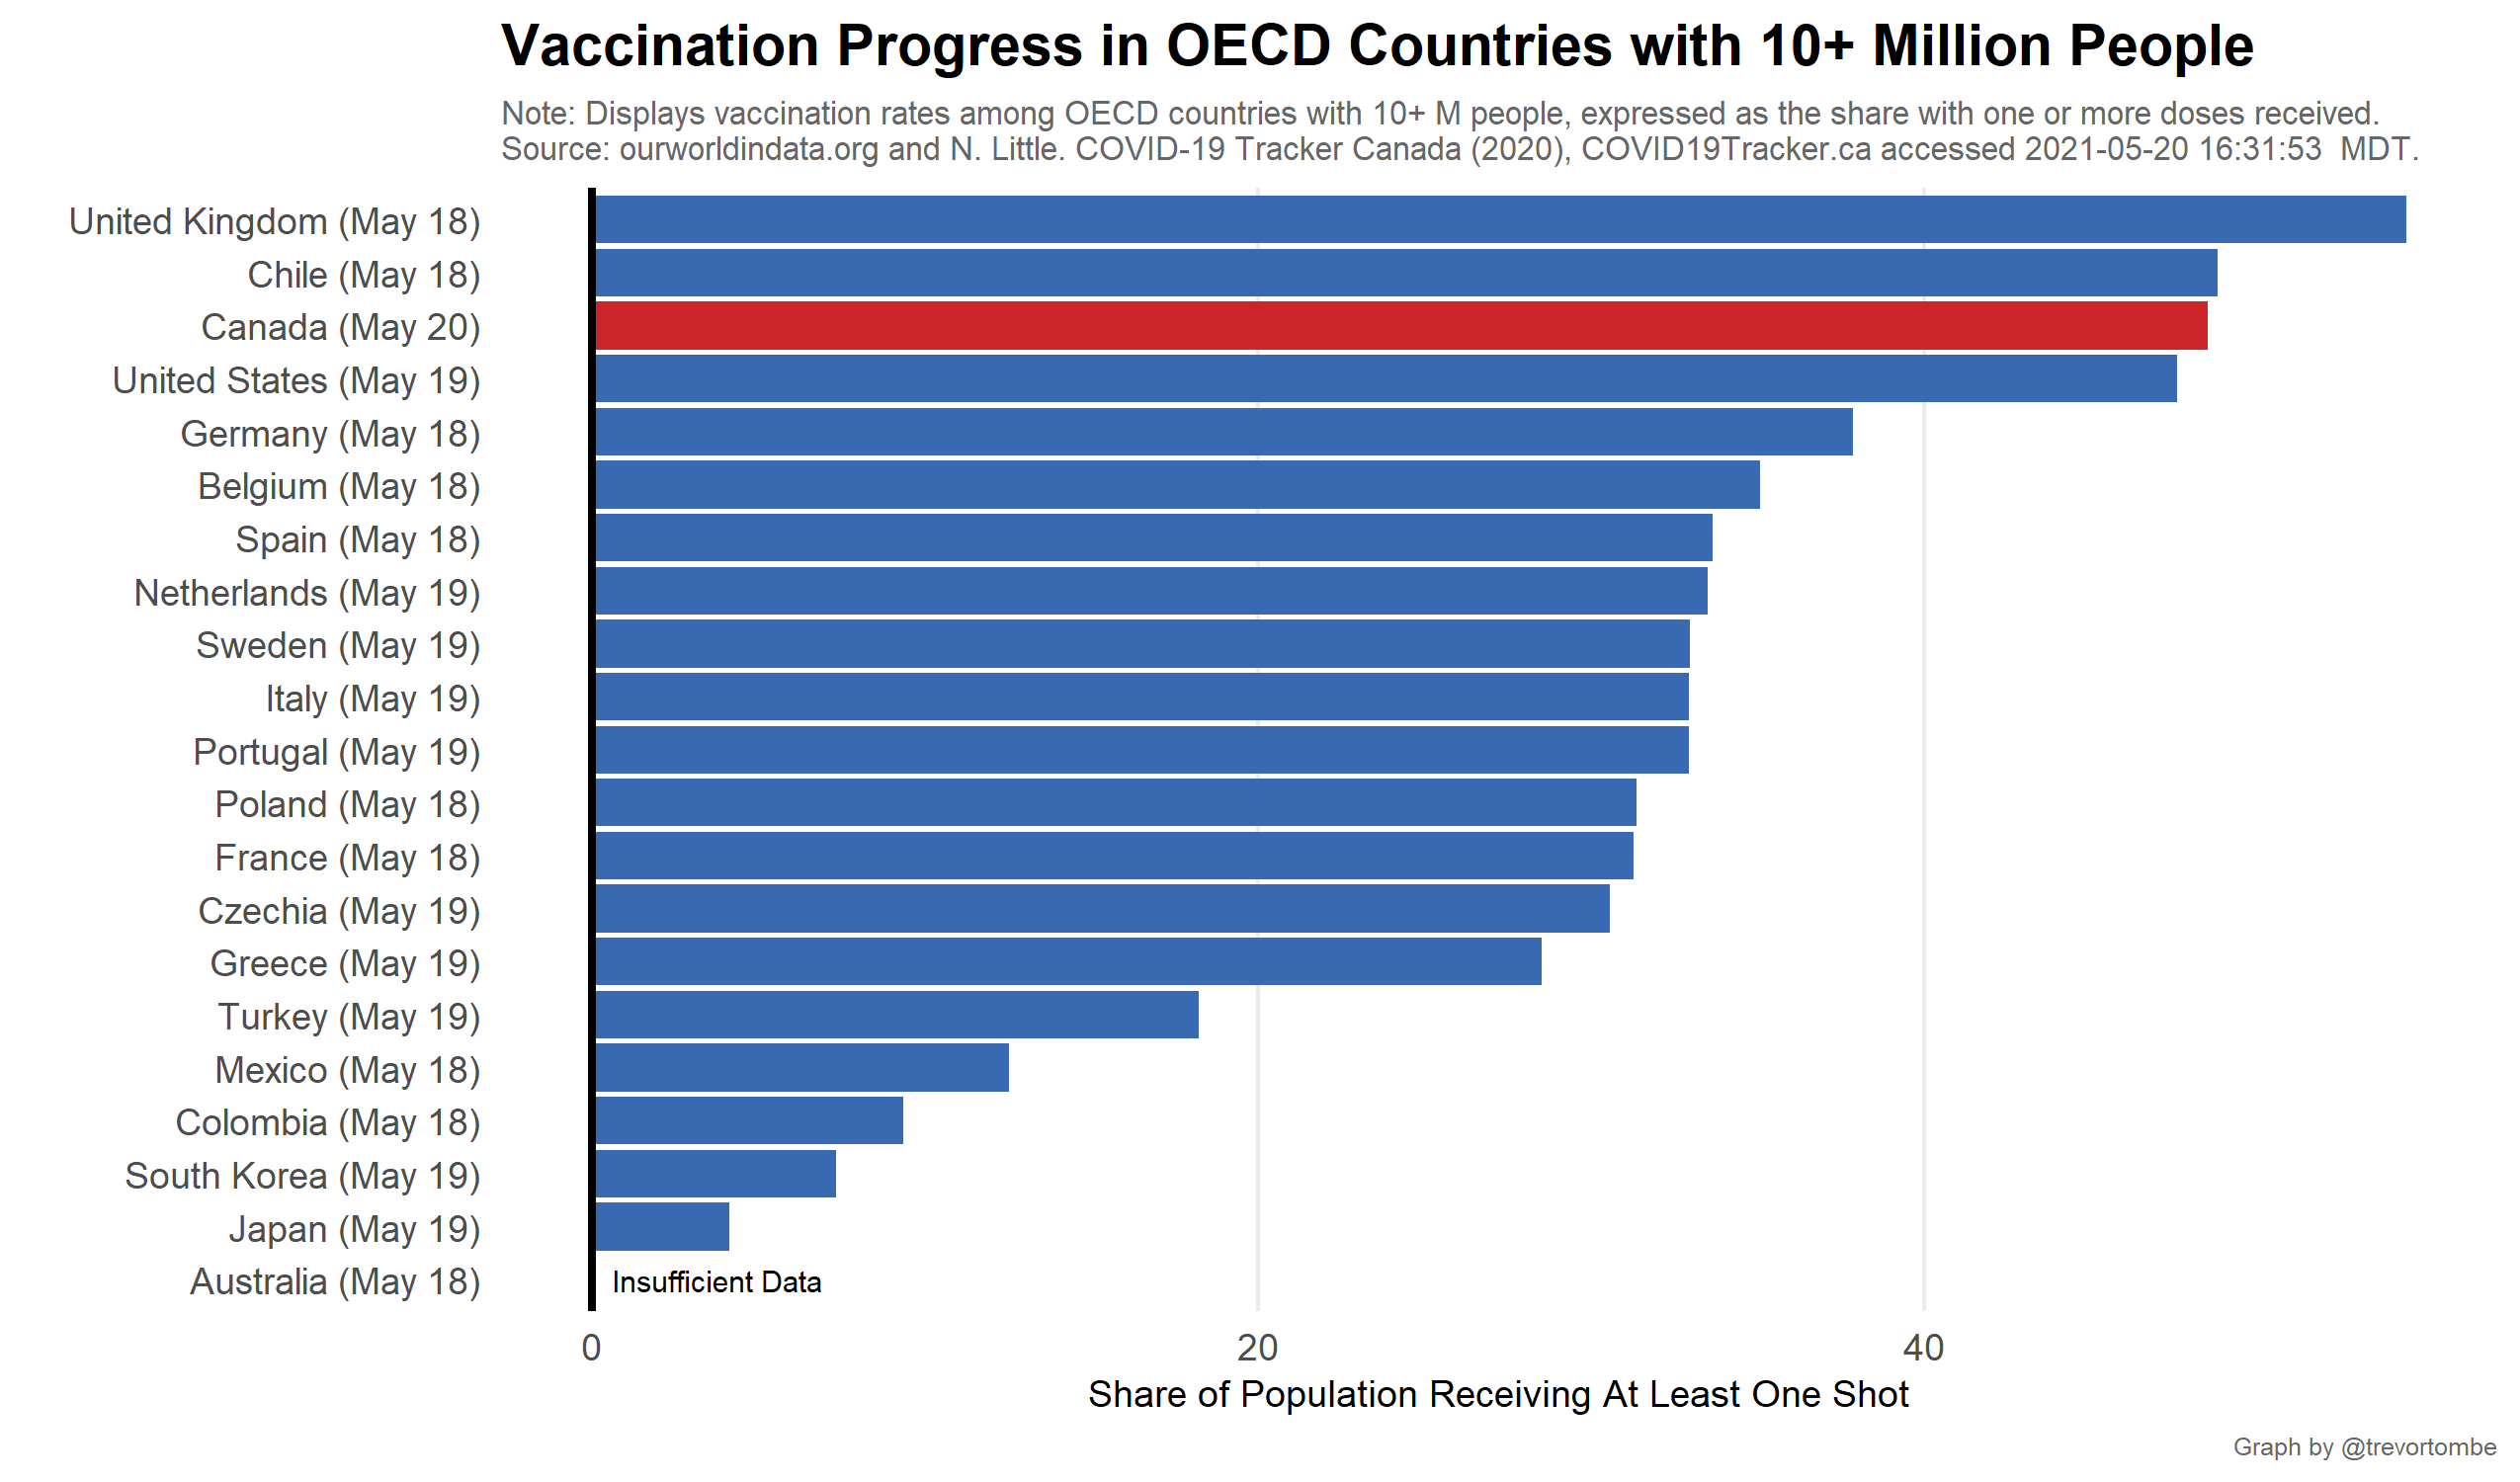 Vaccination Progress in OECD Countries with 10+ Million People
Note: Displays vaccination rates among OECD countries with 10+ M people, expressed as the share with one or more doses received.
Source: ourworldindata.org and N. Little. COVID-19 Tracker Canada (2020), COVID19Tracker.ca accessed 2021-05-20 16:31:53  MDT.
United Kingdom (May 18)
Chile (May 18)
Canada (May 20)
United States (May 19)
Germany (May 18)
Belgium (May 18)
Spain (May 18)
Netherlands (May 19)
Sweden (May 19)
Italy (May 19)
Portugal (May 19)
Poland (May 18)
France (May 18)
Czechia (May 19)
Greece (May 19)
Turkey (May 19)
Mexico (May 18)
Colombia (May 18)
South Korea (May 19)
Japan (May 19)
Australia (May 18) Insufficient Data
0 20 40
Share of Population Receiving At Least One Shot
Graph by @trevortombe